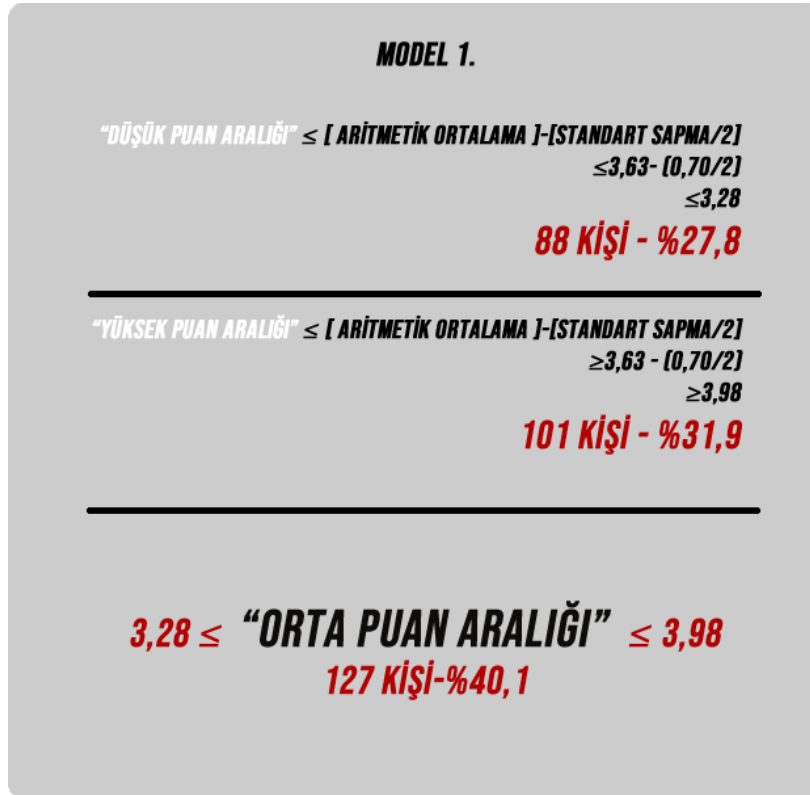 MODEL 1.
“DÜŞÜK PUAN ARALIĞI” ≤ [ ARİTMETİK ORTALAMA ]-[STANDART SAPMA/2]
≤3,63- (0,70/2)
≤3,28
88 KİŞİ - %27,8
“YÜKSEK PUAN ARALIĞI” ≤ [ ARİTMETİK ORTALAMA ]-[STANDART SAPMA/2]
≥3,63 - (0,70/2)
≥3,98
101 KİŞİ - %31,9
3,28 ≤ “ORTA PUAN ARALIĞI” ≤ 3,98
127 KİŞİ-%40,1